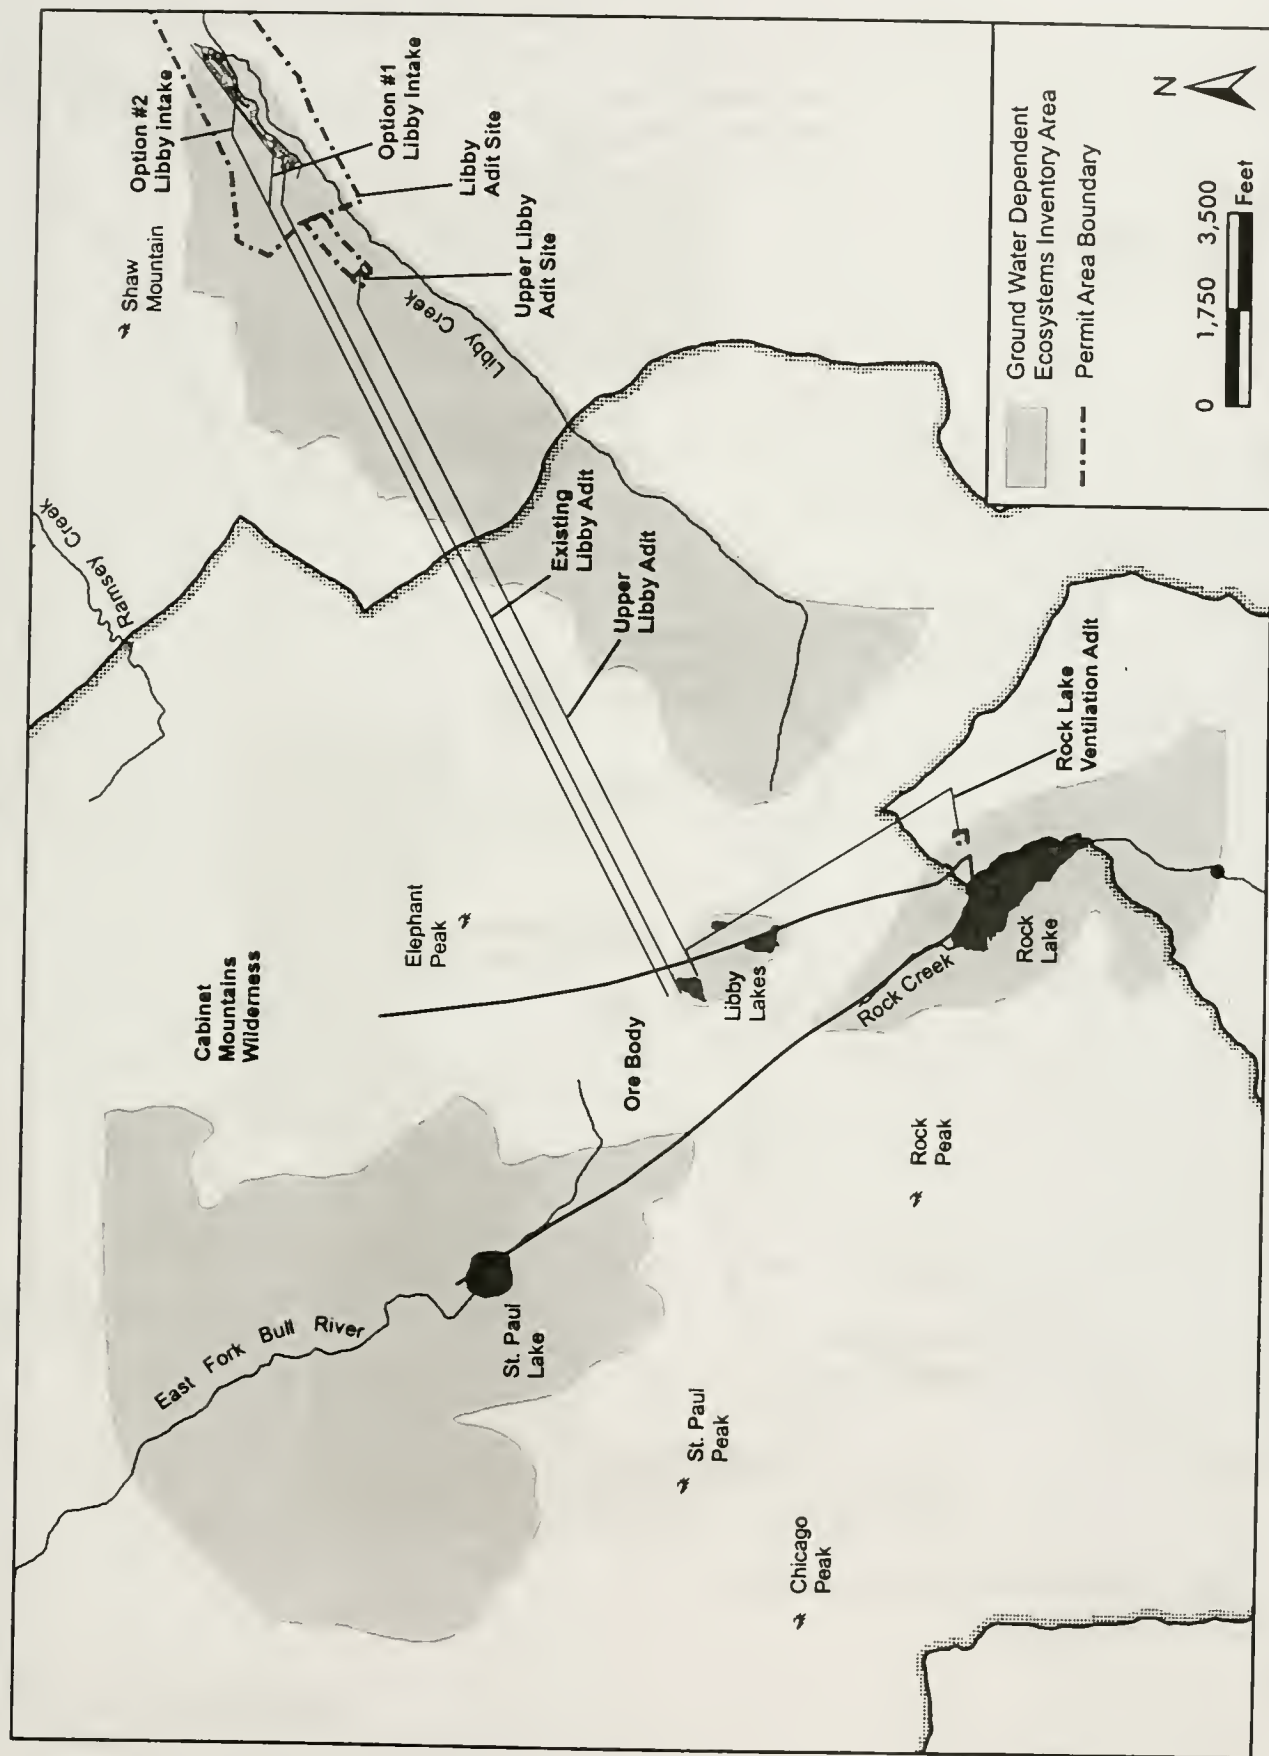 Ramsey Creek
Shaw
Mountain
Option #2
Libby Intake
Option #1
Libby Intake
Libby
Adit Site
Upper Libby
Adit Site
Libby Creek
Cabinet
Mountains
Wilderness
Elephant
Peak
Existing
Libby Adit
Upper
Libby Adit
East Fork Bull River
St. Paul
Lake
Ore Body
Libby
Lakes
St. Paul
Peak
Chicago
Peak
Rock
Peak
Rock Creek
Rock
Lake
Rock Lake
Ventilation Adit
Ground Water Dependent
Ecosystems Inventory Area
Permit Area Boundary
N
0 1,750 3,500
Feet